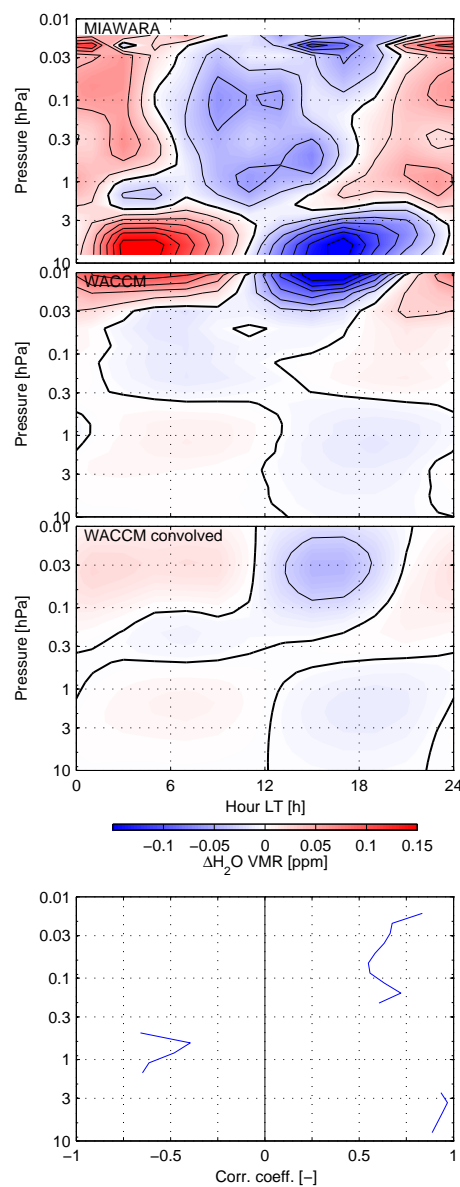 MIAWARA
0.01
0.1
0.3
1
3
10
Pressure [hPa]
WACCM
0.01
0.03
0.1
0.3
1
3
10
Pressure [hPa]
WACCM convolved
0.01
0.03
0.1
0.3
1
3
10
Pressure [hPa]
0 6 12 18 24
Hour LT [h]
−0.1 −0.05 0 0.05 0.1 0.15
ΔH2O VMR [ppm]
0.01
0.03
0.1
0.3
1
3
10
Pressure [hPa]
−1 −0.5 0 0.5 1
Corr. coeff. [−]